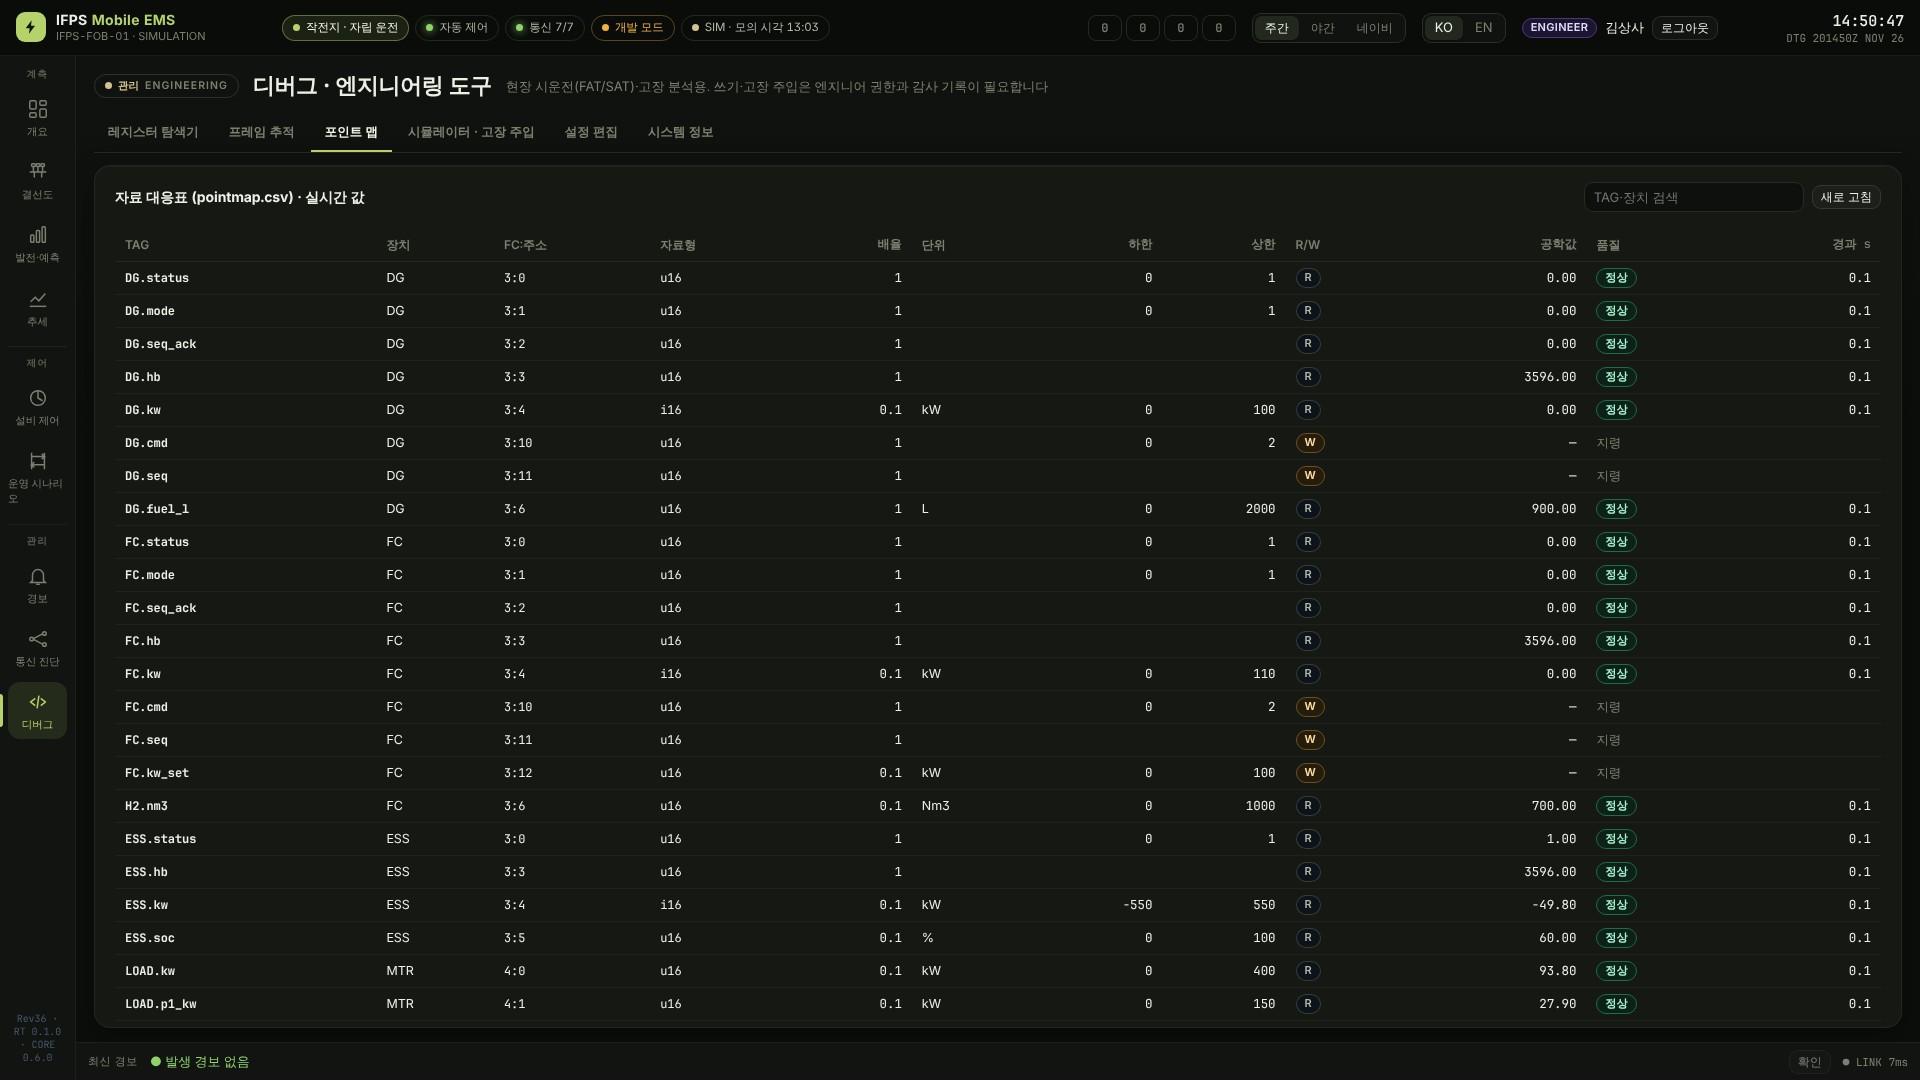 IFPS Mobile EMS
IFPS-FOB-01 · SIMULATION
작전지 · 자립 운전
자동 제어
통신 7/7
개발 모드
SIM · 모의 시각 13:03
0 0 0 0
주간 야간 네이비
KO EN
ENGINEER 김상사 로그아웃
14:50:47
DTG 201450Z NOV 26
계측
개요
결선도
발전·예측
추세
제어
설비 제어
운영 시나리
오
관리
경보
통신 진단
디버그
Rev36 ·
RT 0.1.0
· CORE
0.6.0
관리 ENGINEERING
디버그 · 엔지니어링 도구
현장 시운전(FAT/SAT)·고장 분석용. 쓰기·고장 주입은 엔지니어 권한과 감사 기록이 필요합니다
레지스터 탐색기 프레임 추적 포인트 맵 시뮬레이터 · 고장 주입 설정 편집 시스템 정보
자료 대응표 (pointmap.csv) · 실시간 값
TAG·장치 검색
새로 고침
TAG 장치 FC:주소 자료형 배율 단위 하한 상한 R/W 공학값 품질 경과 s
DG.status DG 3:0 u16 1 0 1 R 0.00 정상 0.1
DG.mode DG 3:1 u16 1 0 1 R 0.00 정상 0.1
DG.seq_ack DG 3:2 u16 1 R 0.00 정상 0.1
DG.hb DG 3:3 u16 1 R 3596.00 정상 0.1
DG.kw DG 3:4 i16 0.1 kW 0 100 R 0.00 정상 0.1
DG.cmd DG 3:10 u16 1 0 2 W — 지령
DG.seq DG 3:11 u16 1 W — 지령
DG.fuel_l DG 3:6 u16 1 L 0 2000 R 900.00 정상 0.1
FC.status FC 3:0 u16 1 0 1 R 0.00 정상 0.1
FC.mode FC 3:1 u16 1 0 1 R 0.00 정상 0.1
FC.seq_ack FC 3:2 u16 1 R 0.00 정상 0.1
FC.hb FC 3:3 u16 1 R 3596.00 정상 0.1
FC.kw FC 3:4 i16 0.1 kW 0 110 R 0.00 정상 0.1
FC.cmd FC 3:10 u16 1 0 2 W — 지령
FC.seq FC 3:11 u16 1 W — 지령
FC.kw_set FC 3:12 u16 0.1 kW 0 100 W — 지령
H2.nm3 FC 3:6 u16 0.1 Nm3 0 1000 R 700.00 정상 0.1
ESS.status ESS 3:0 u16 1 0 1 R 1.00 정상 0.1
ESS.hb ESS 3:3 u16 1 R 3596.00 정상 0.1
ESS.kw ESS 3:4 i16 0.1 kW -550 550 R -49.80 정상 0.1
ESS.soc ESS 3:5 u16 0.1 % 0 100 R 60.00 정상 0.1
LOAD.kw MTR 4:0 u16 0.1 kW 0 400 R 93.80 정상 0.1
LOAD.p1_kw MTR 4:1 u16 0.1 kW 0 150 R 27.90 정상 0.1
최신 경보 발생 경보 없음
확인
LINK 7ms